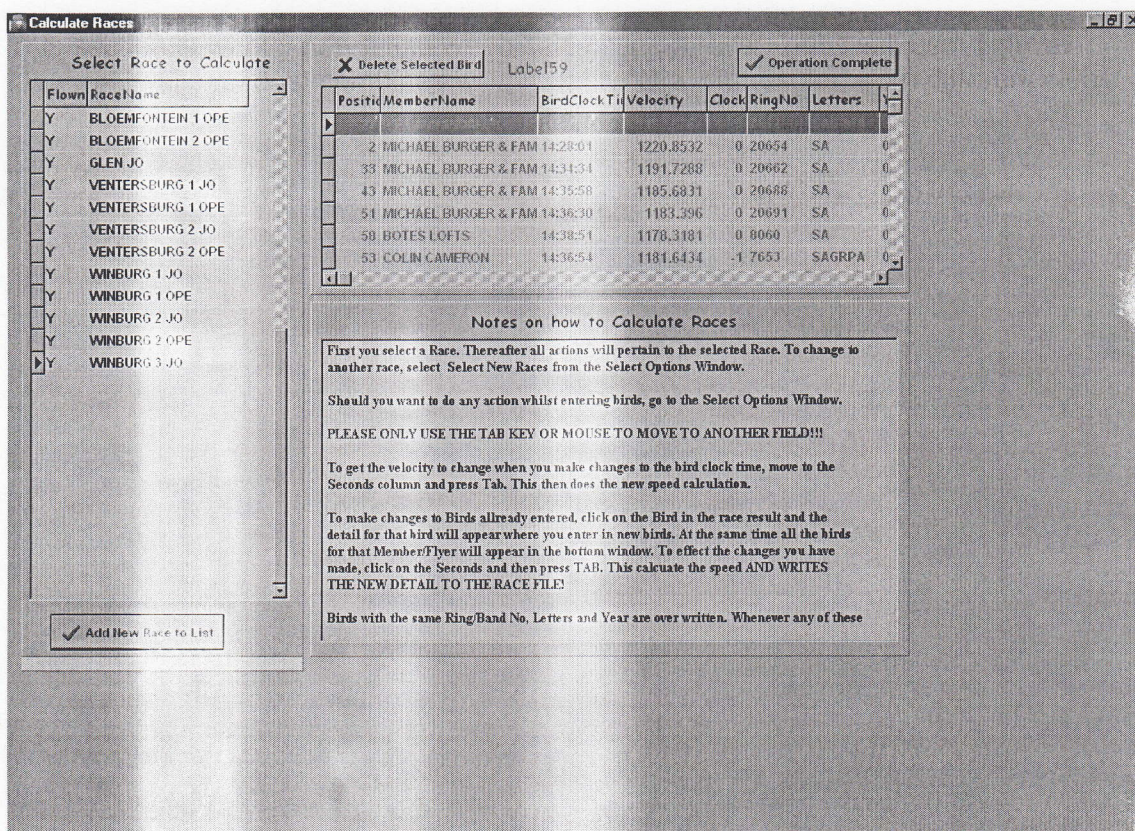 Calculate Races
Select Race to Calculate
Flown RaceName
Y BLOEMFONTEIN 1 OPE
Y BLOEMFONTEIN 2 OPE
Y GLEN JO
Y VENTERSBURG 1 JO
Y VENTERSBURG 1 OPE
Y VENTERSBURG 2 JO
Y VENTERSBURG 2 OPE
Y WINBURG 1 JO
Y WINBURG 1 OPE
Y WINBURG 2 JO
Y WINBURG 2 OPE
Y WINBURG 3 JO
Add New Race to List
Delete Selected Bird
Label59
Operation Complete
Positic MemberName BirdClockTi Velocity Clock RingNo Letters Y
2 MICHAEL BURGER & FAM 14:28:01 1220.8532 0 20654 SA 0
33 MICHAEL BURGER & FAM 14:34:34 1191.7288 0 20662 SA 0
43 MICHAEL BURGER & FAM 14:35:58 1185.6831 0 20688 SA 0
51 MICHAEL BURGER & FAM 14:36:30 1183.396 0 20691 SA 0
58 BOTES LOFTS 14:38:51 1178.3181 0 8060 SA 0
53 COLIN CAMERON 14:36:54 1181.6434 -1 7653 SAGRPA 0
Notes on how to Calculate Races
First you select a Race. Thereafter all actions will pertain to the selected Race. To change to
another race, select Select New Races from the Select Options Window.
Should you want to do any action whilst entering birds, go to the Select Options Window.
PLEASE ONLY USE THE TAB KEY OR MOUSE TO MOVE TO ANOTHER FIELD!!!
To get the velocity to change when you make changes to the bird clock time, move to the
Seconds column and press Tab. This then does the new speed calculation.
To make changes to Birds allready entered, click on the Bird in the race result and the
detail for that bird will appear where you enter in new birds. At the same time all the birds
for that Member/Flyer will appear in the bottom window. To effect the changes you have
made, click on the Seconds and then press TAB. This calcuate the speed AND WRITES
THE NEW DETAIL TO THE RACE FILE!
Birds with the same Ring/Band No, Letters and Year are over written. Whenever any of these